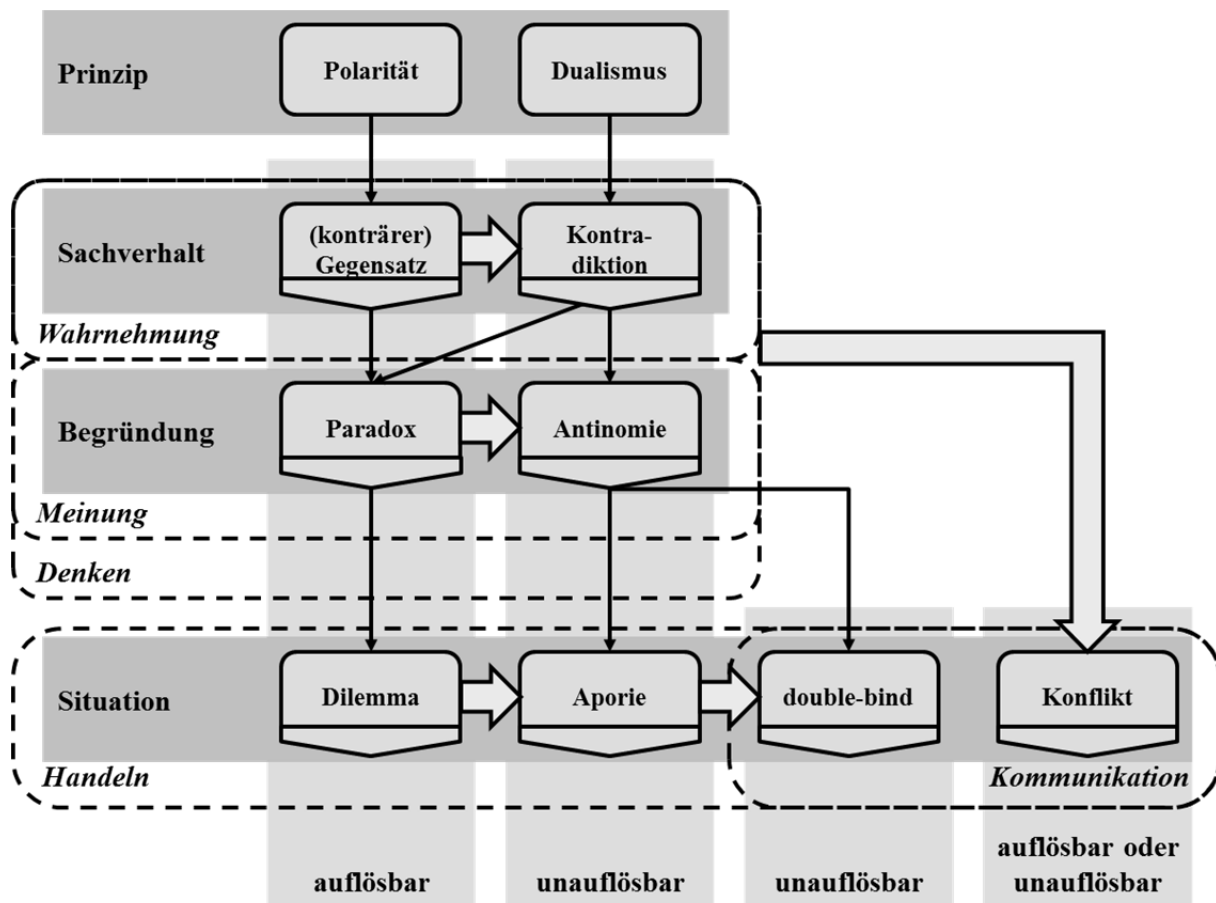 Prinzip
Polarität
Dualismus
Sachverhalt
(konträrer)
Gegensatz
Kontra-
diktion
Wahrnehmung
Begründung
Paradox
Antinomie
Meinung
Denken
Situation
Dilemma
Aporie
double-bind
Konflikt
Handeln
Kommunikation
auflösbar
unauflösbar
unauflösbar
auflösbar oder
unauflösbar